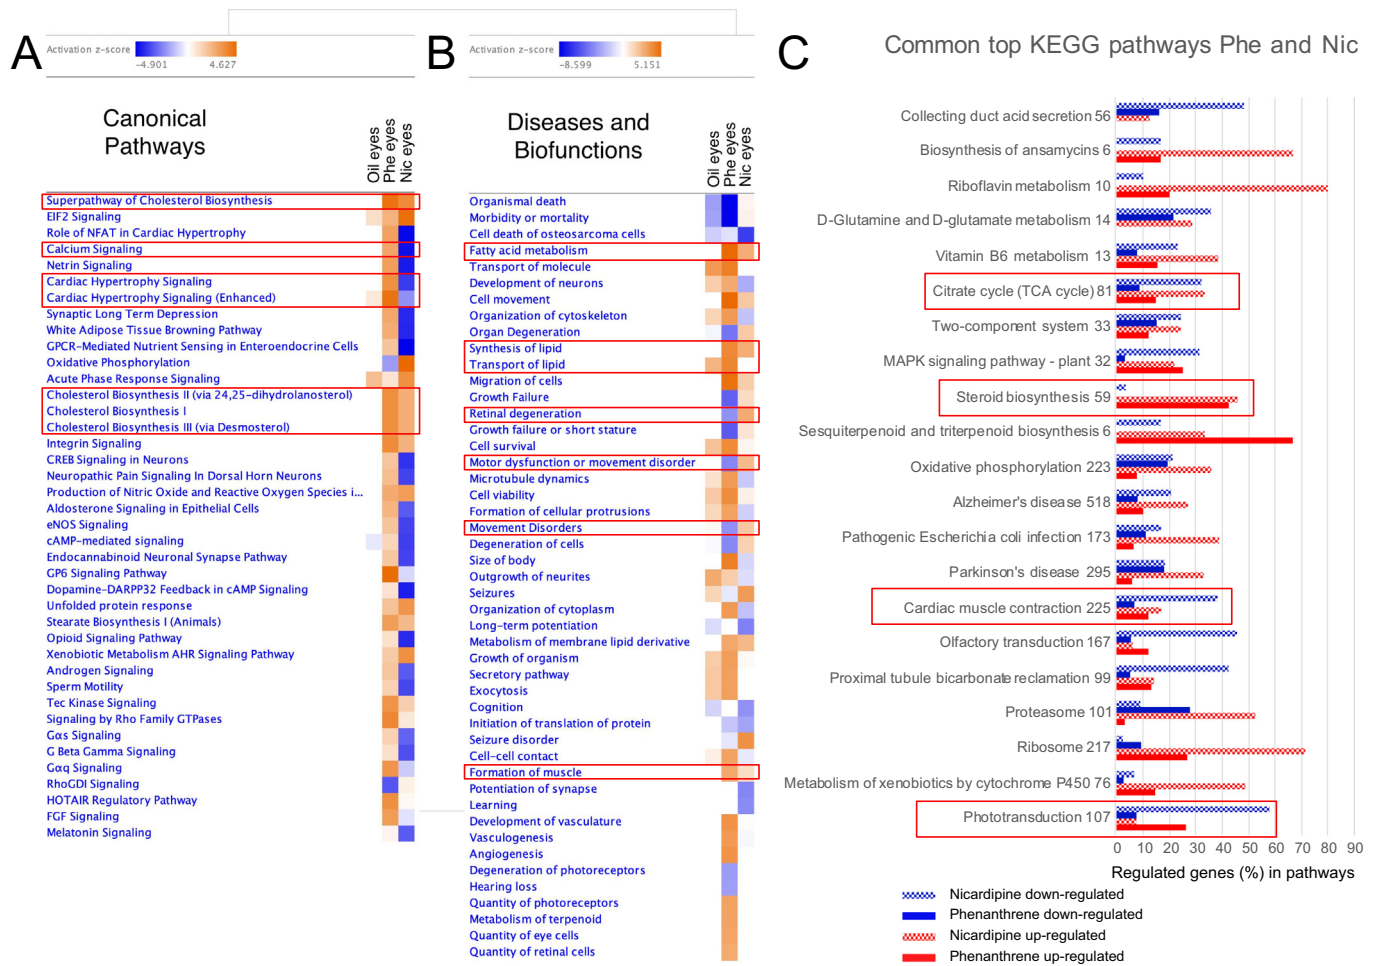 A
Activation z-score
-4.901 4.627
Canonical
Pathways
Oil eyes
Phe eyes
Nic eyes
Superpathway of Cholesterol Biosynthesis
EIF2 Signaling
Role of NFAT in Cardiac Hypertrophy
Calcium Signaling
Netrin Signaling
Cardiac Hypertrophy Signaling
Cardiac Hypertrophy Signaling (Enhanced)
Synaptic Long Term Depression
White Adipose Tissue Browning Pathway
GPCR-Mediated Nutrient Sensing in Enteroendocrine Cells
Oxidative Phosphorylation
Acute Phase Response Signaling
Cholesterol Biosynthesis II (via 24,25-dihydrolanosterol)
Cholesterol Biosynthesis I
Cholesterol Biosynthesis III (via Desmosterol)
Integrin Signaling
CREB Signaling in Neurons
Neuropathic Pain Signaling In Dorsal Horn Neurons
Production of Nitric Oxide and Reactive Oxygen Species i...
Aldosterone Signaling in Epithelial Cells
eNOS Signaling
cAMP-mediated signaling
Endocannabinoid Neuronal Synapse Pathway
GP6 Signaling Pathway
Dopamine-DARPP32 Feedback in cAMP Signaling
Unfolded protein response
Stearate Biosynthesis I (Animals)
Opioid Signaling Pathway
Xenobiotic Metabolism AHR Signaling Pathway
Androgen Signaling
Sperm Motility
Tec Kinase Signaling
Signaling by Rho Family GTPases
Gαs Signaling
G Beta Gamma Signaling
Gαq Signaling
RhoGDI Signaling
HOTAIR Regulatory Pathway
FGF Signaling
Melatonin Signaling
B
Activation z-score
-8.599 5.151
Diseases and
Biofunctions
Oil eyes
Phe eyes
Nic eyes
Organismal death
Morbidity or mortality
Cell death of osteosarcoma cells
Fatty acid metabolism
Transport of molecule
Development of neurons
Cell movement
Organization of cytoskeleton
Organ Degeneration
Synthesis of lipid
Transport of lipid
Migration of cells
Growth Failure
Retinal degeneration
Growth failure or short stature
Cell survival
Motor dysfunction or movement disorder
Microtubule dynamics
Cell viability
Formation of cellular protrusions
Movement Disorders
Degeneration of cells
Size of body
Outgrowth of neurites
Seizures
Organization of cytoplasm
Long-term potentiation
Metabolism of membrane lipid derivative
Growth of organism
Secretory pathway
Exocytosis
Cognition
Initiation of translation of protein
Seizure disorder
Cell-cell contact
Formation of muscle
Potentiation of synapse
Learning
Development of vasculature
Vasculogenesis
Angiogenesis
Degeneration of photoreceptors
Hearing loss
Quantity of photoreceptors
Metabolism of terpenoid
Quantity of eye cells
Quantity of retinal cells
C
Common top KEGG pathways Phe and Nic
Collecting duct acid secretion 56
Biosynthesis of ansamycins 6
Riboflavin metabolism 10
D-Glutamine and D-glutamate metabolism 14
Vitamin B6 metabolism 13
Citrate cycle (TCA cycle) 81
Two-component system 33
MAPK signaling pathway - plant 32
Steroid biosynthesis 59
Sesquiterpenoid and triterpenoid biosynthesis 6
Oxidative phosphorylation 223
Alzheimer's disease 518
Pathogenic Escherichia coli infection 173
Parkinson's disease 295
Cardiac muscle contraction 225
Olfactory transduction 167
Proximal tubule bicarbonate reclamation 99
Proteasome 101
Ribosome 217
Metabolism of xenobiotics by cytochrome P450 76
Phototransduction 107
0 10 20 30 40 50 60 70 80 90
Regulated genes (%) in pathways
Nicardipine down-regulated
Phenanthrene down-regulated
Nicardipine up-regulated
Phenanthrene up-regulated